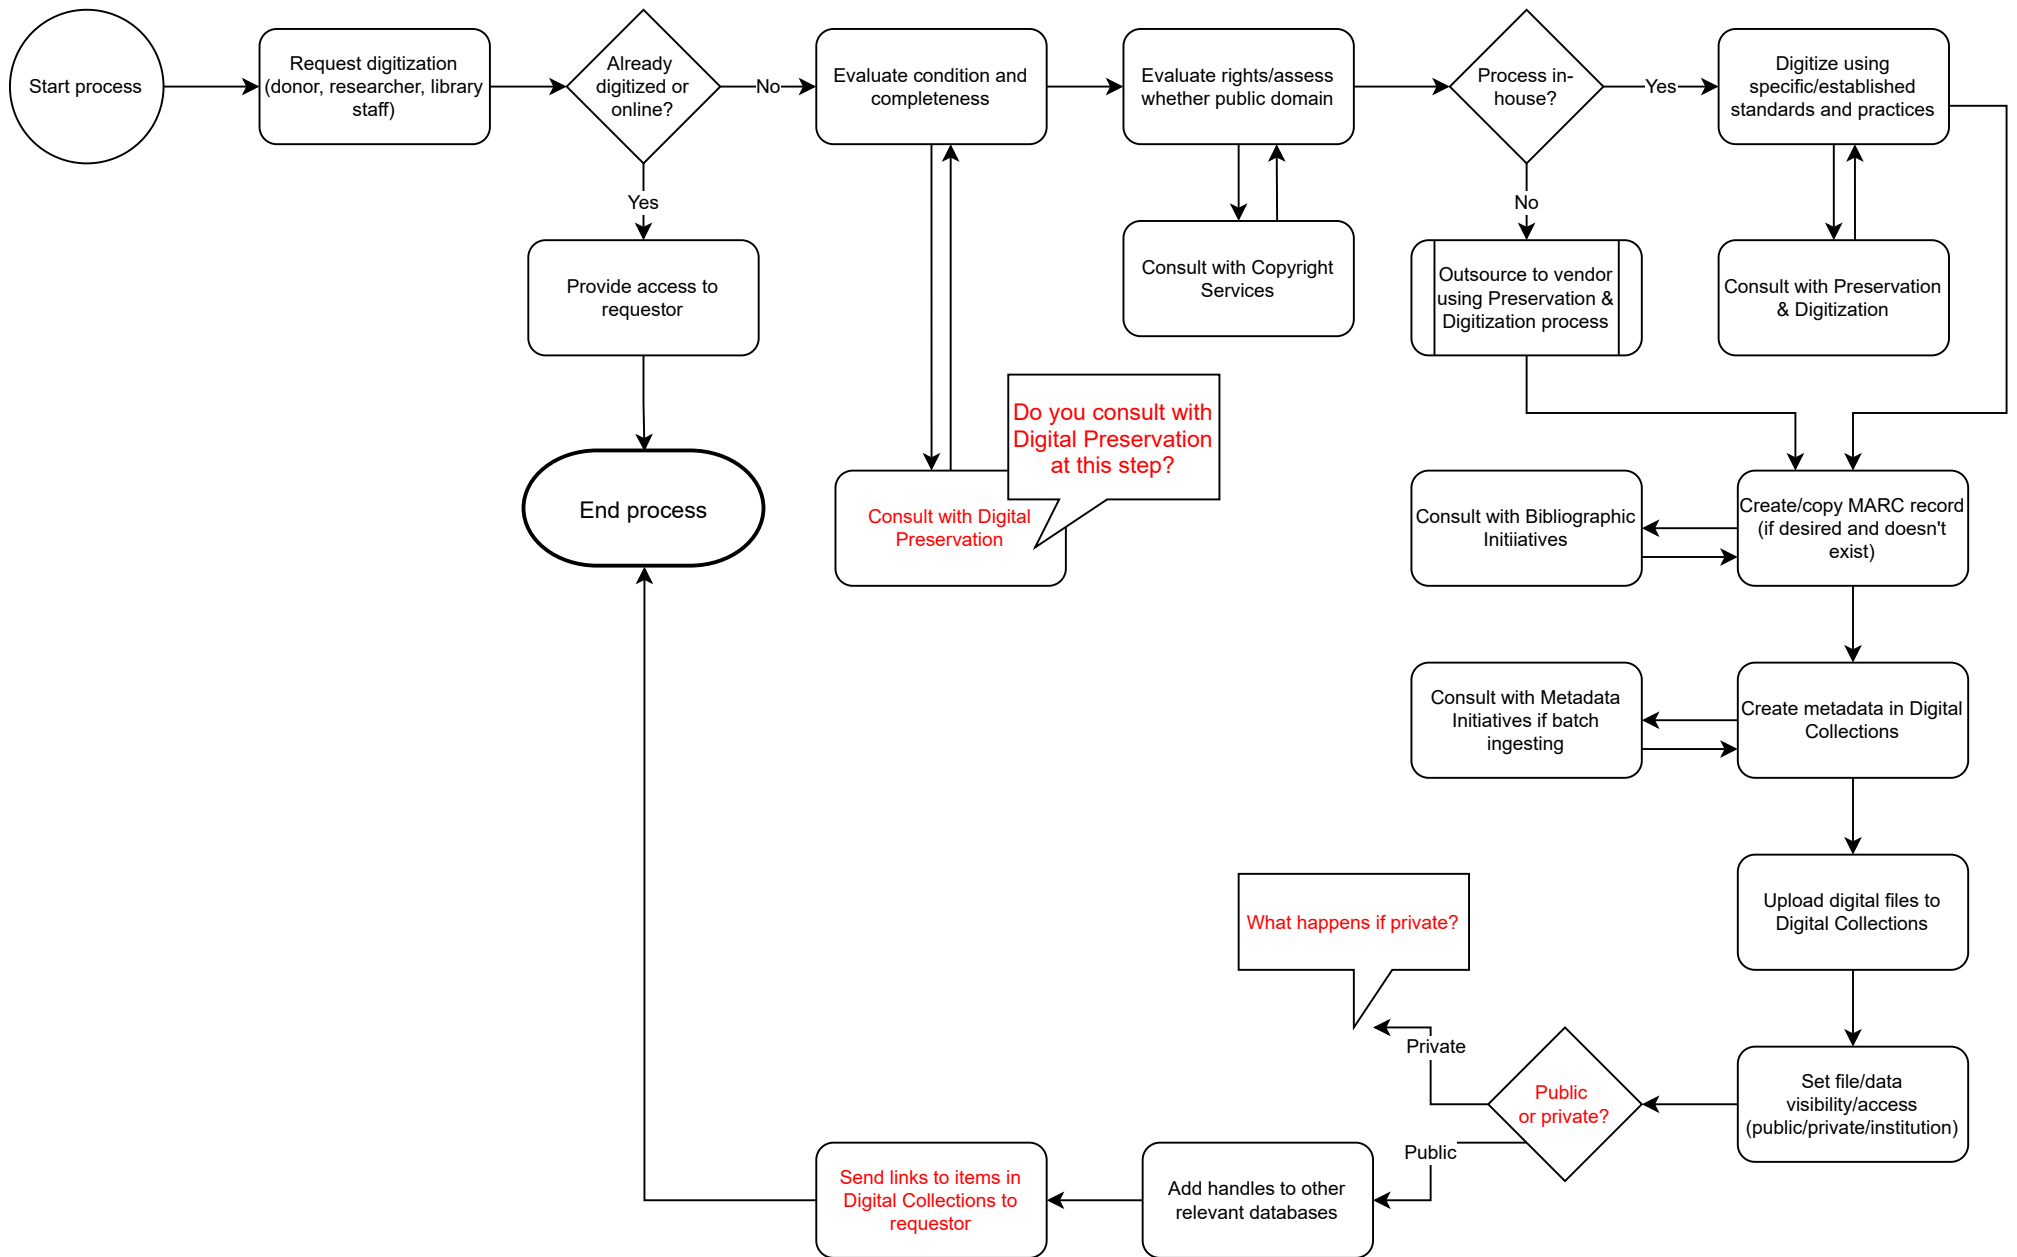 Start process
Request digitization
(donor, researcher, library
staff)
Already
digitized or
online?
No
Evaluate condition and
completeness
Evaluate rights/assess
whether public domain
Process in-
house?
Yes
Digitize using
specific/established
standards and practices
Yes
No
Provide access to
requestor
Consult with Copyright
Services
Outsource to vendor
using Preservation &
Digitization process
Consult with Preservation
& Digitization
Do you consult with
Digital Preservation
at this step?
End process
Consult with Digital
Preservation
Consult with Bibliographic
Initiiatives
Create/copy MARC record
(if desired and doesn't
exist)
Consult with Metadata
Initiatives if batch
ingesting
Create metadata in Digital
Collections
What happens if private?
Upload digital files to
Digital Collections
Private
Public
or private?
Set file/data
visibility/access
(public/private/institution)
Public
Send links to items in
Digital Collections to
requestor
Add handles to other
relevant databases